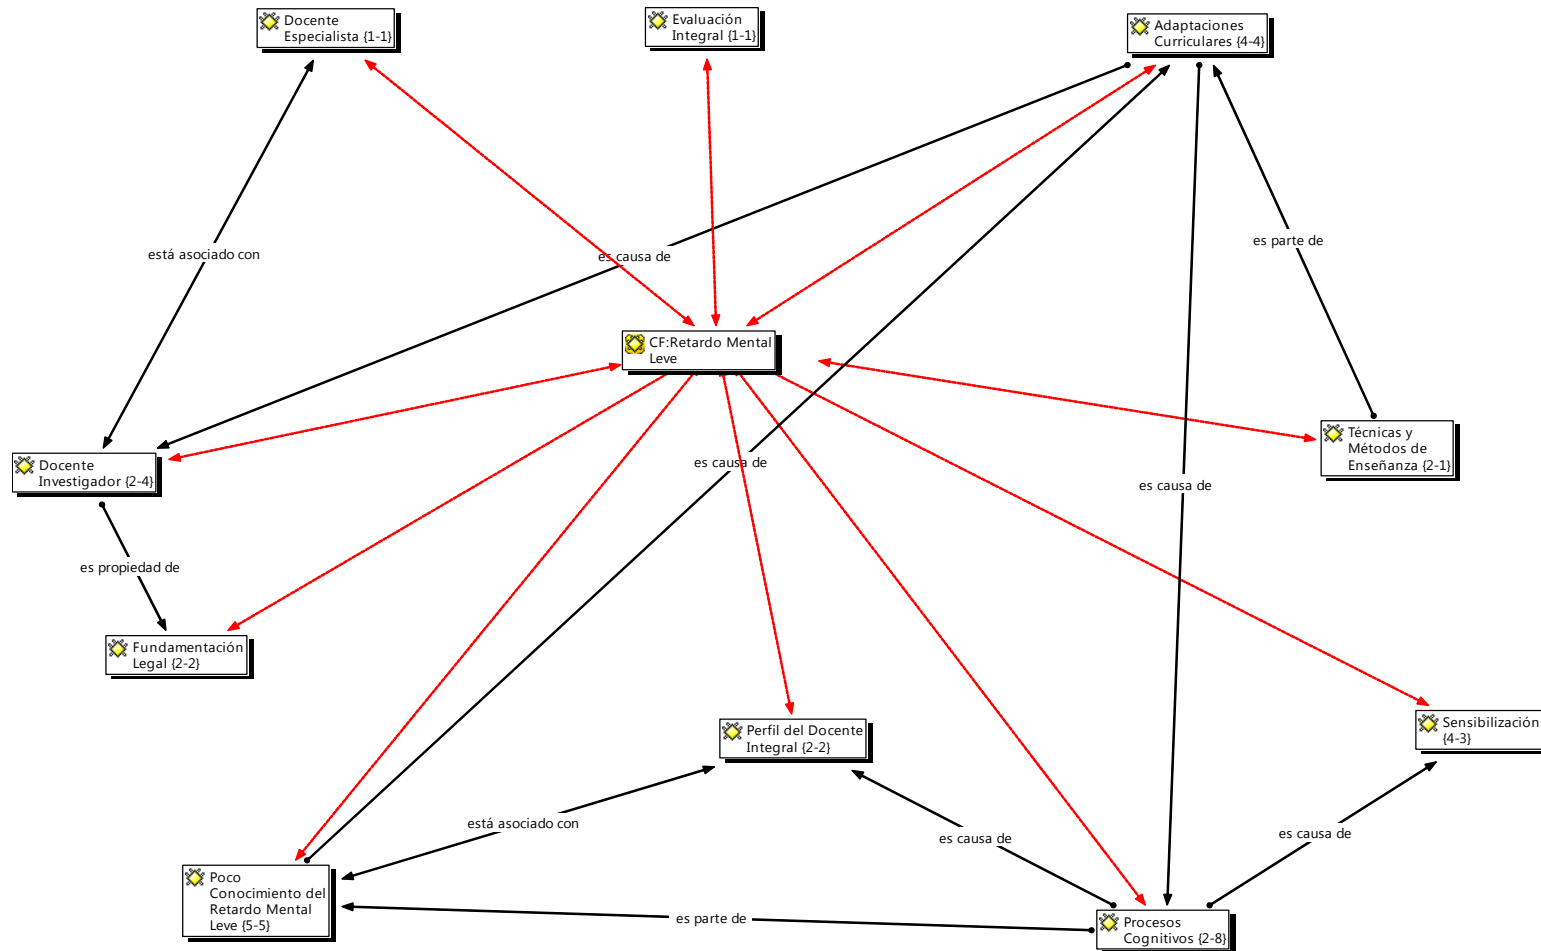 Docente
Especialista {1-1}
Evaluación
Integral {1-1}
Adaptaciones
Curriculares {4-4}
está asociado con
es causa de
es parte de
CF:Retardo Mental
Leve
Técnicas y
Métodos de
Enseñanza {2-1}
Docente
Investigador {2-4}
es causa de
es causa de
es propiedad de
Fundamentación
Legal {2-2}
Perfil del Docente
Integral {2-2}
Sensibilización
{4-3}
está asociado con
es causa de
es causa de
Poco
Conocimiento del
Retardo Mental
Leve {5-5}
es parte de
Procesos
Cognitivos {2-8}